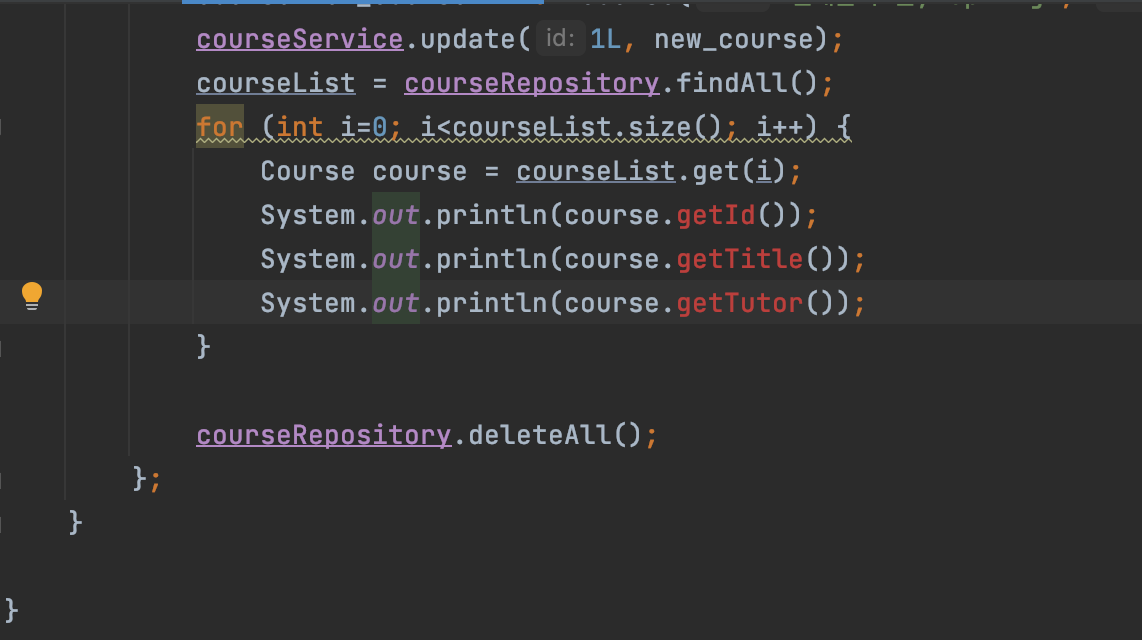 courseService.update( id: 1L, new_course);
courseList = courseRepository.findAll();
for (int i=0; i<courseList.size(); i++) {
Course course = courseList.get(i);
System.out.println(course.getId());
System.out.println(course.getTitle());
System.out.println(course.getTutor());
}
courseRepository.deleteAll();
};
}
}